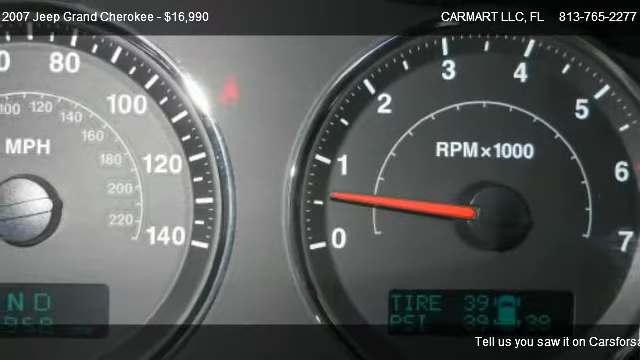 2007 Jeep Grand Cherokee - $16,990
CARMART LLC, FL 813-765-2277
80
100
120
140
MPH
100 120 140 160 180 200 220
0 1 2 3 4 5 6 7
RPM×1000
N D
TIRE 39
PSI 39 38
Tell us you saw it on Carsfors